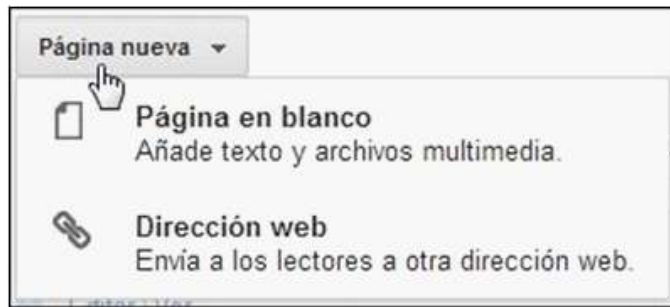 Página nueva
Página en blanco
Añade texto y archivos multimedia.
Dirección web
Envía a los lectores a otra dirección web.